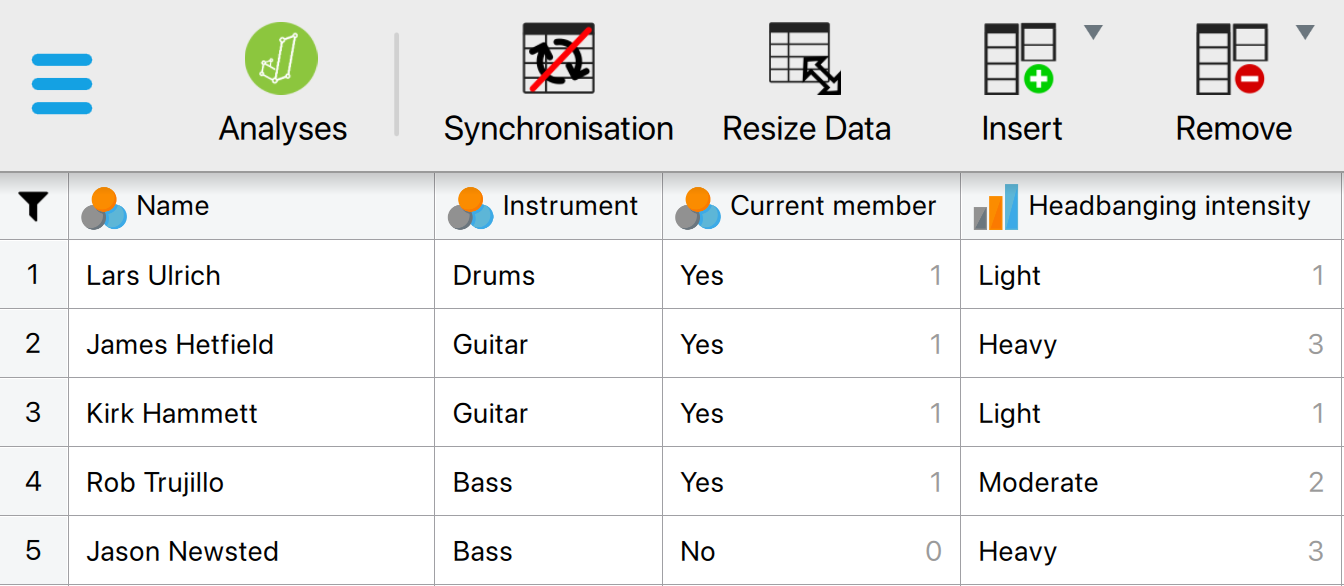 Analyses Synchronisation Resize Data Insert Remove
Name Instrument Current member Headbanging intensity
1 Lars Ulrich Drums Yes 1 Light 1
2 James Hetfield Guitar Yes 1 Heavy 3
3 Kirk Hammett Guitar Yes 1 Light 1
4 Rob Trujillo Bass Yes 1 Moderate 2
5 Jason Newsted Bass No 0 Heavy 3